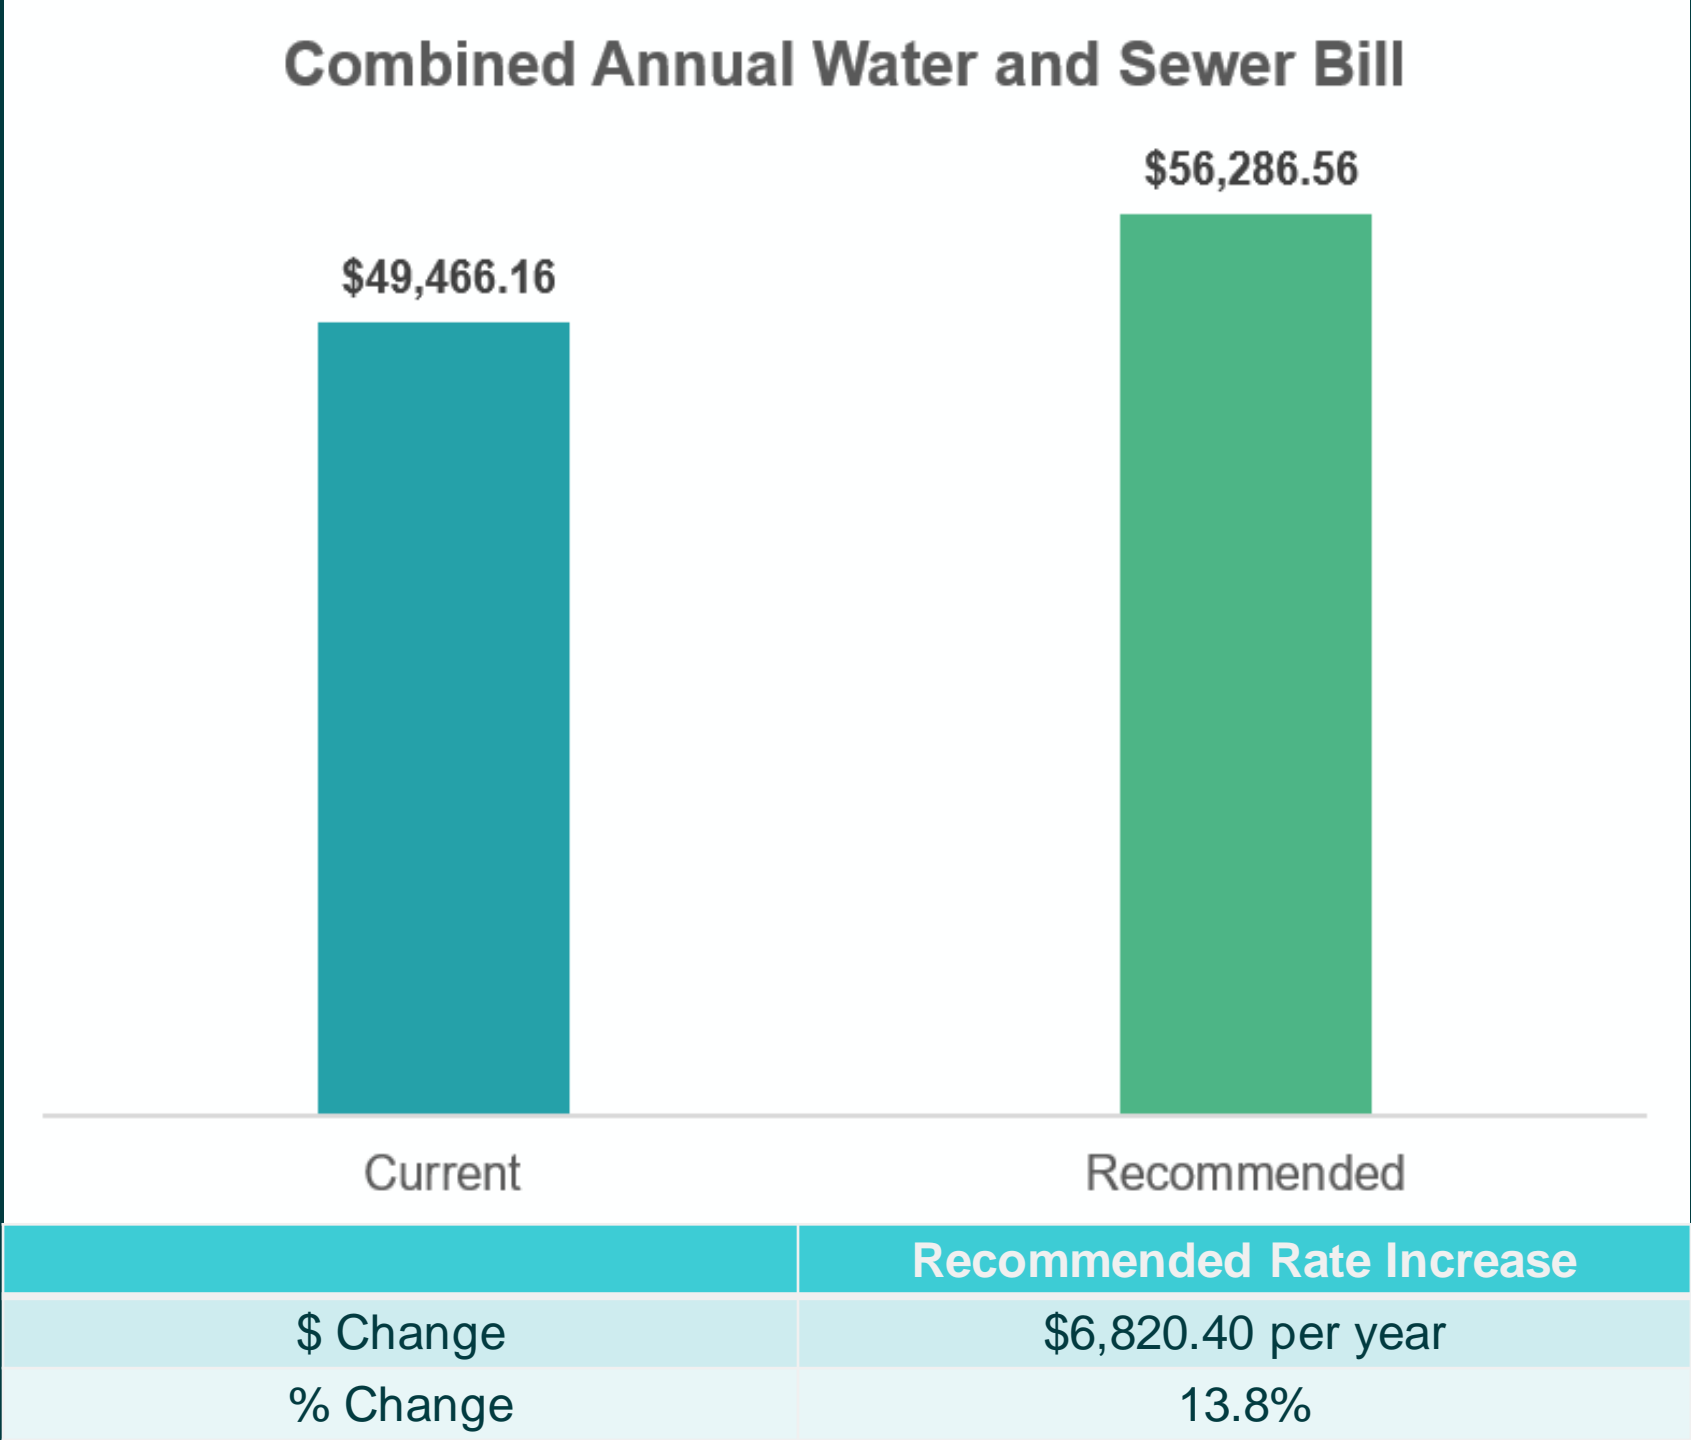 Combined Annual Water and Sewer Bill
$56,286.56
$49,466.16
Current Recommended
Recommended Rate Increase
$ Change $6,820.40 per year
% Change 13.8%